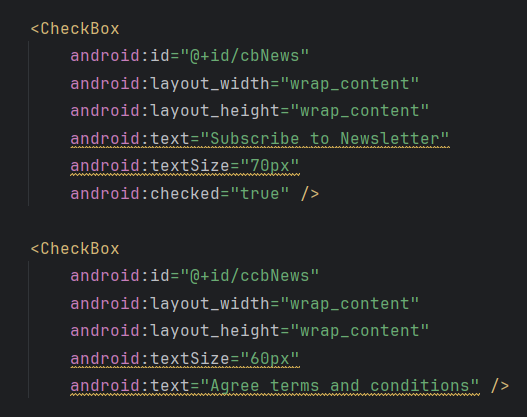 <CheckBox
android:id="@+id/cbNews"
android:layout_width="wrap_content"
android:layout_height="wrap_content"
android:text="Subscribe to Newsletter"
android:textSize="70px"
android:checked="true" />
<CheckBox
android:id="@+id/ccbNews"
android:layout_width="wrap_content"
android:layout_height="wrap_content"
android:textSize="60px"
android:text="Agree terms and conditions" />